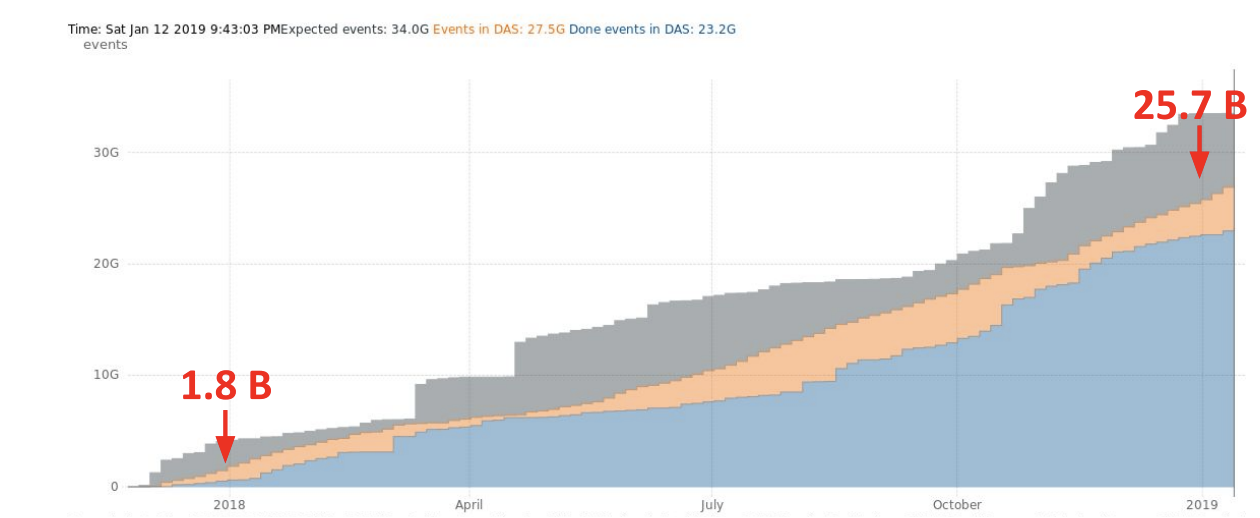 Time: Sat Jan 12 2019 9:43:03 PMExpected events: 34.0G Events in DAS: 27.5G Done events in DAS: 23.2G
events
25.7 B
30G
20G
10G
1.8 B
0
2018 April July October 2019